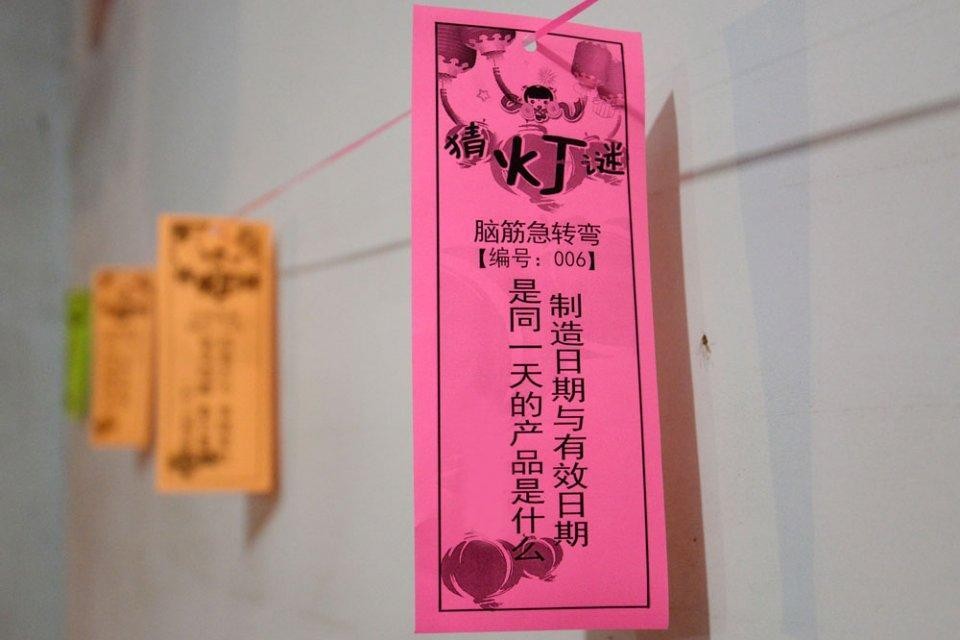 猜灯谜
脑筋急转弯
【编号：006】
制造日期与有效日期
是同一天的产品是什么